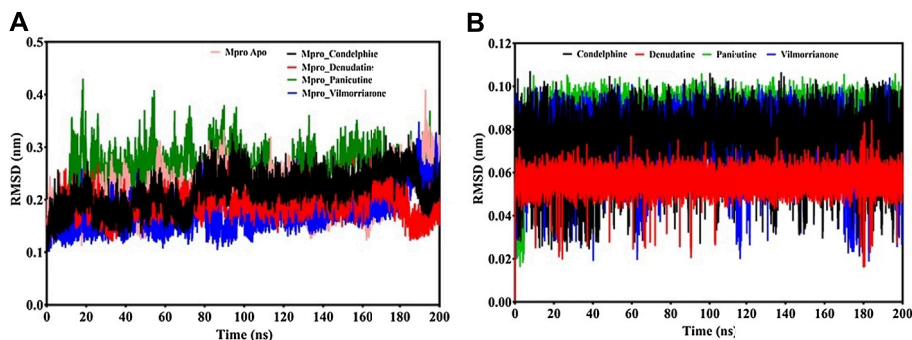 A
RMSD (nm)
0.5
0.4
0.3
0.2
0.1
0.0
Mpro Apo
Mpro_Condelphine
Mpro_Denudatine
Mpro_Panicutine
Mpro_Vilmorrianone
0 20 40 60 80 100 120 140 160 180 200
Time (ns)
B
RMSD (nm)
0.12
0.10
0.08
0.06
0.04
0.02
0.00
Condelphine Denudatine Panicutine Vilmorrianone
0 20 40 60 80 100 120 140 160 180 200
Time (ns)